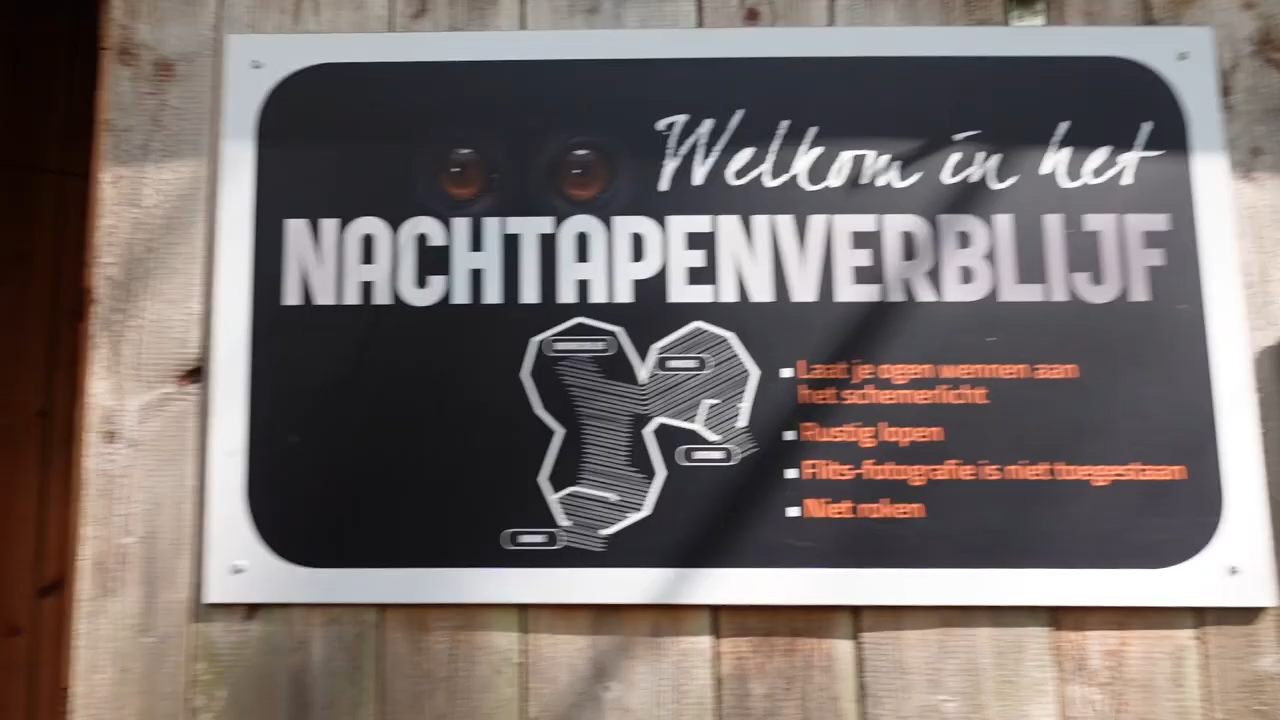 Welkom in het
NACHTAPENVERBLIJF
Laat je ogen wennen aan
het schemerlicht
Rustig lopen
Flits-fotografie is niet toegestaan
Niet roken